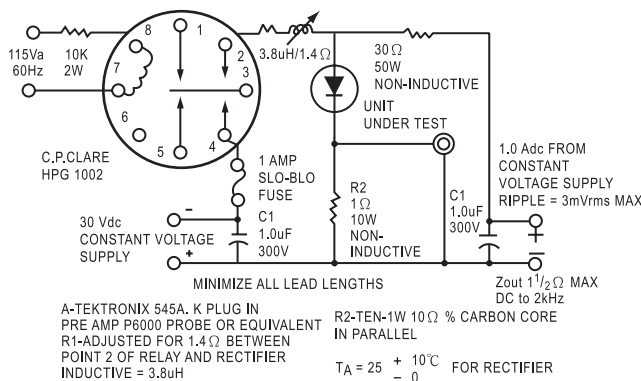 115Va
60Hz
10K
2W
8
1
2
7
3
6
5
4
3.8uH/1.4Ω
30Ω
50W
NON-INDUCTIVE
UNIT
UNDER TEST
C.P.CLARE
HPG 1002
1 AMP
SLO-BLO
FUSE
1.0 Adc FROM
CONSTANT
VOLTAGE SUPPLY
RIPPLE = 3mVrms MAX
R2
1Ω
10W
NON-
INDUCTIVE
C1
1.0uF
300V
–
30 Vdc
CONSTANT VOLTAGE
SUPPLY
+
C1
1.0uF
300V
+
–
MINIMIZE ALL LEAD LENGTHS
Zout 1 1/2 Ω MAX
DC to 2kHz
A-TEKTRONIX 545A. K PLUG IN
PRE AMP P6000 PROBE OR EQUIVALENT
R1-ADJUSTED FOR 1.4Ω BETWEEN
POINT 2 OF RELAY AND RECTIFIER
INDUCTIVE = 3.8uH
R2-TEN-1W 10Ω % CARBON CORE
IN PARALLEL
TA = 25 + 10℃ – 0 FOR RECTIFIER